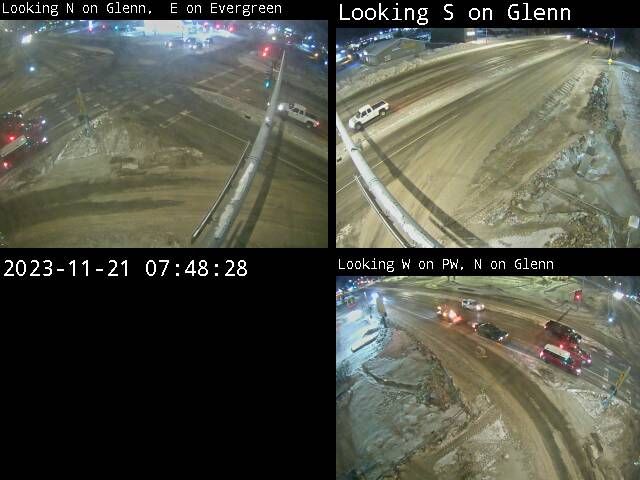 Looking N on Glenn,  E on Evergreen
Looking S on Glenn
2023-11-21 07:48:28
Looking W on PW, N on Glenn